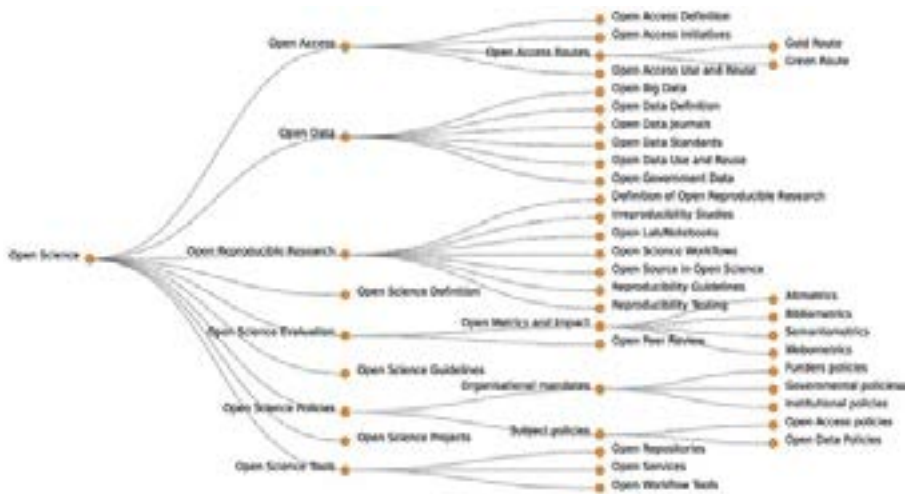 Open Science
Open Access
Open Access Definition
Open Access Initiatives
Open Access Routes
Gold Route
Green Route
Open Access Use and Reuse
Open Data
Open Big Data
Open Data Definition
Open Data Journals
Open Data Standards
Open Data Use and Reuse
Open Government Data
Open Reproducible Research
Definition of Open Reproducible Research
Irreproducibility Studies
Open Lab/Notebooks
Open Science Workflows
Open Source in Open Science
Reproducibility Guidelines
Reproducibility Testing
Open Science Definition
Open Science Evaluation
Open Metrics and Impact
Altmetrics
Bibliometrics
Semantometrics
Webometrics
Open Peer Review
Open Science Guidelines
Open Science Policies
Organisational mandates
Funders policies
Governmental policies
Institutional policies
Subject policies
Open Access policies
Open Data Policies
Open Science Projects
Open Science Tools
Open Repositories
Open Services
Open Workflow Tools